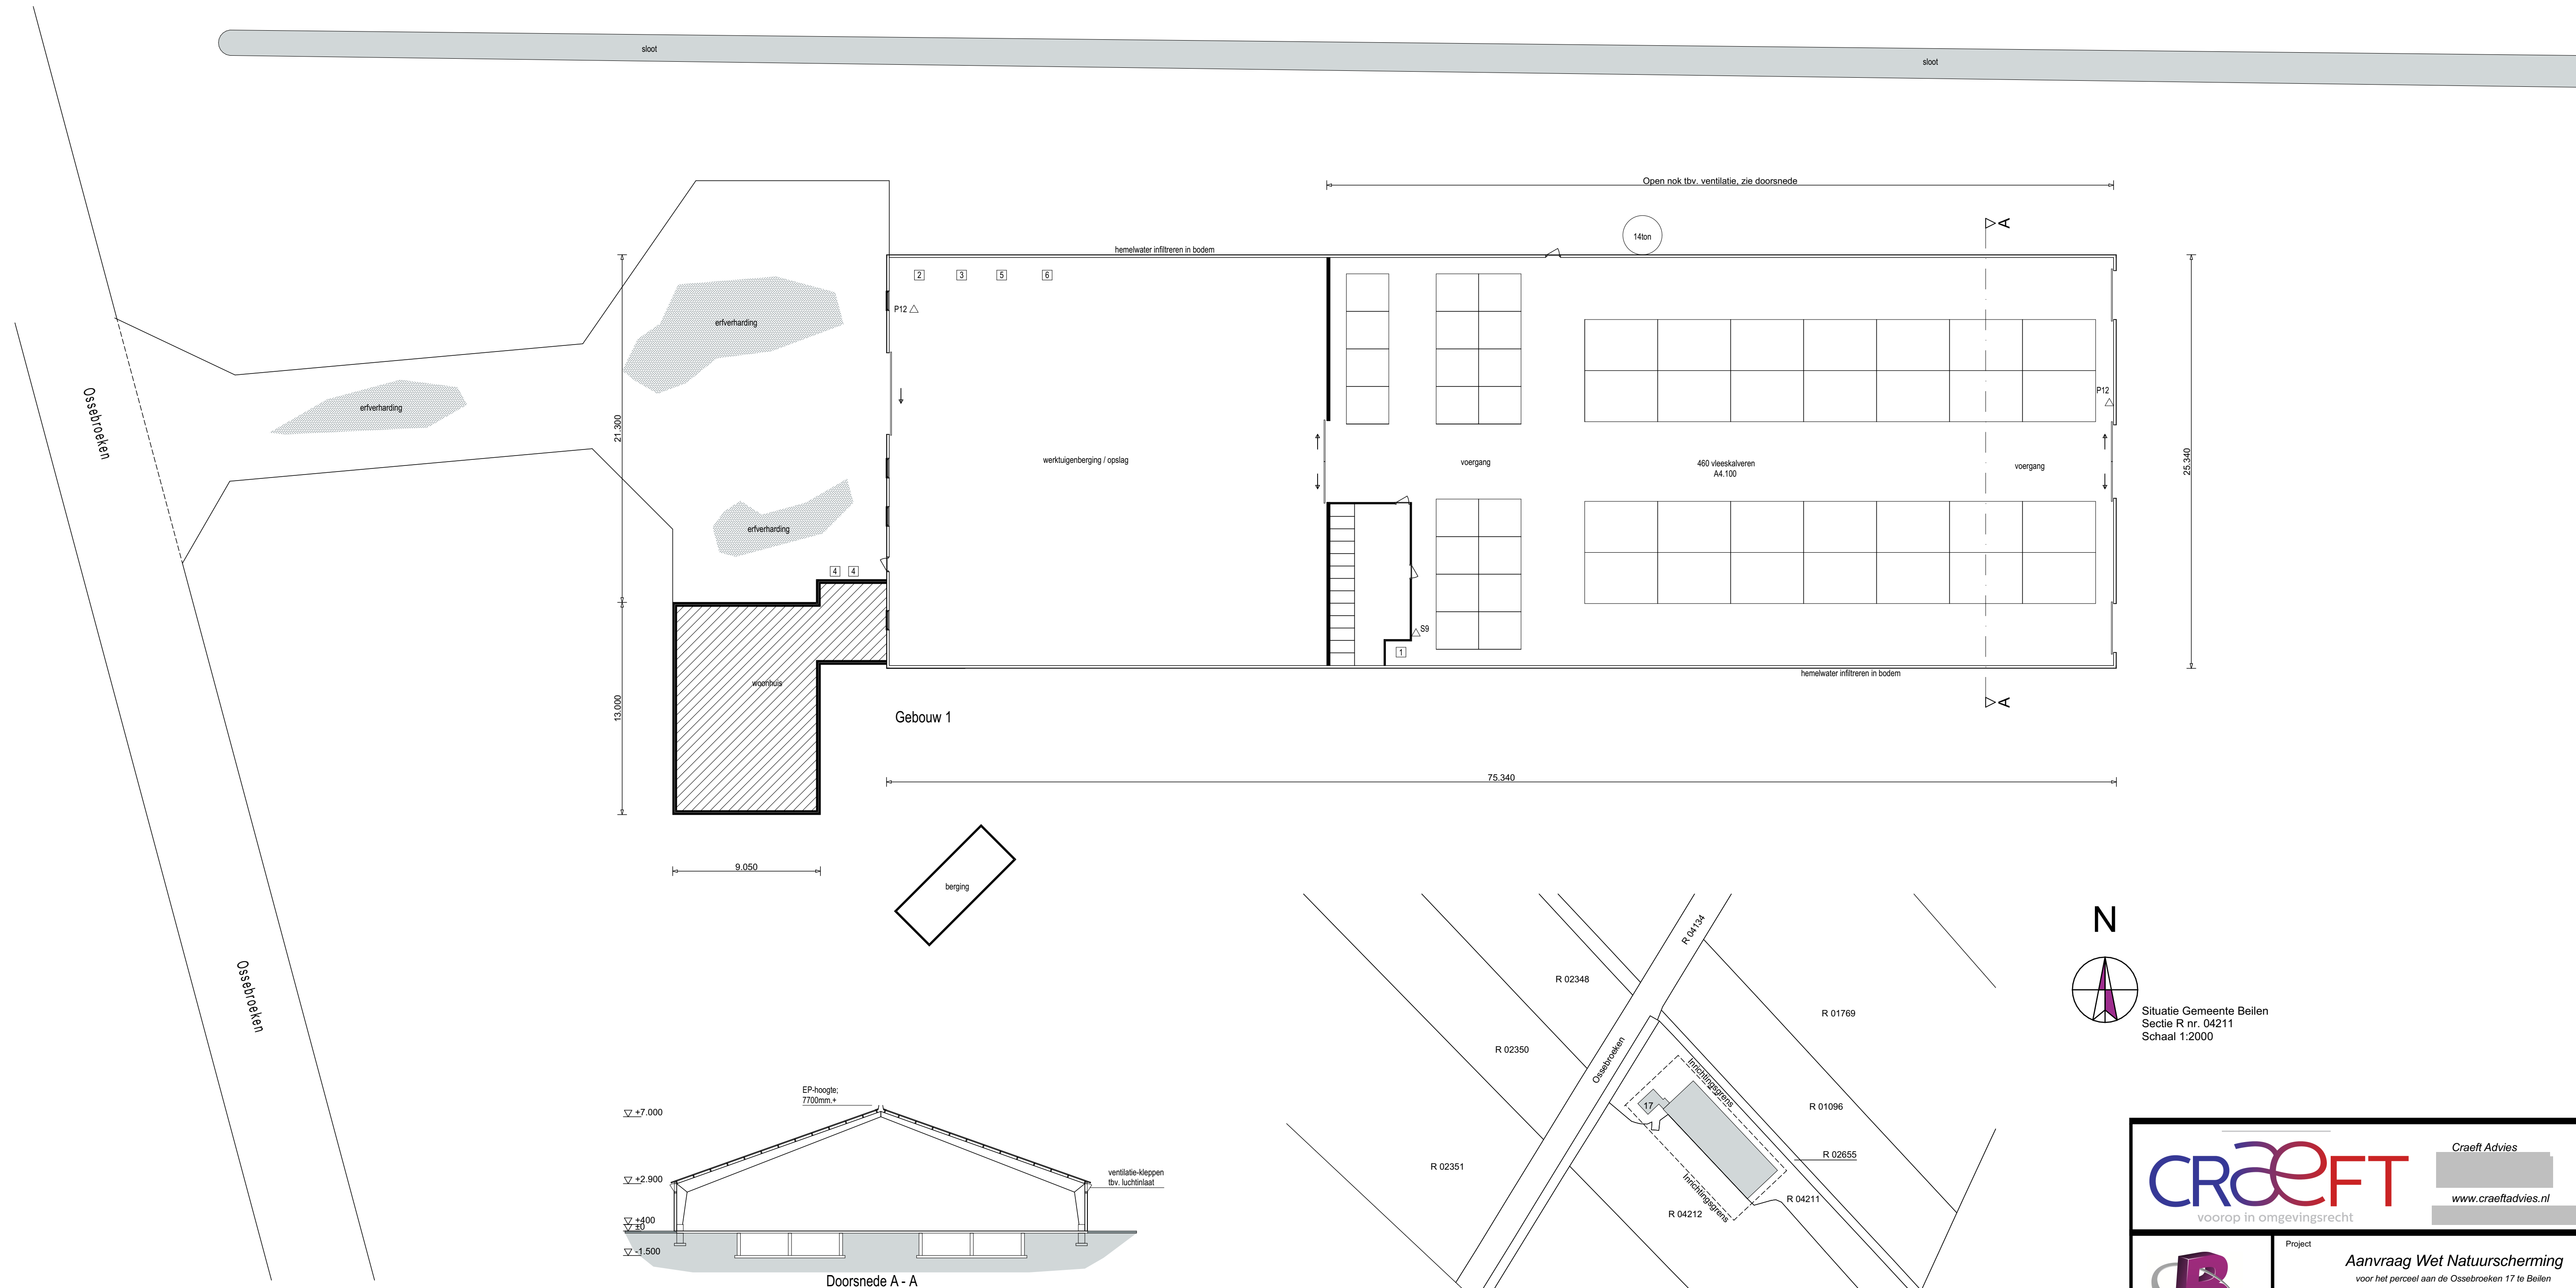 sloot
sloot
Open nok tbv. ventilatie, zie doorsnede
A
14ton
hemelwater infiltreren in bodem
2
3
5
6
P12
erfverharding
erfverharding
Ossebroeken
21.300
werktuigenberging / opslag
voergang
460 vleeskalveren
A4.100
voergang
P12
25.340
erfverharding
4
4
S9
1
woonhuis
hemelwater infiltreren in bodem
A
13.000
Gebouw 1
75.340
9.050
berging
Ossebroeken
N
Situatie Gemeente Beilen
Sectie R nr. 04211
Schaal 1:2000
R 04134
R 02348
R 01769
R 02350
Ossebroeken
Inrichtingsgrens
17
R 01096
R 02655
R 02351
Inrichtingsgrens
R 04211
R 04212
EP-hoogte;
7700mm.+
+7.000
ventilatie-kleppen
tbv. luchtinlaat
+2.900
+400
±0
-1.500
Doorsnede A - A
CRAEFT
voorop in omgevingsrecht
Craeft Advies
www.craeftadvies.nl
Project
Aanvraag Wet Natuurscherming
voor het perceel aan de Ossebroeken 17 te Beilen